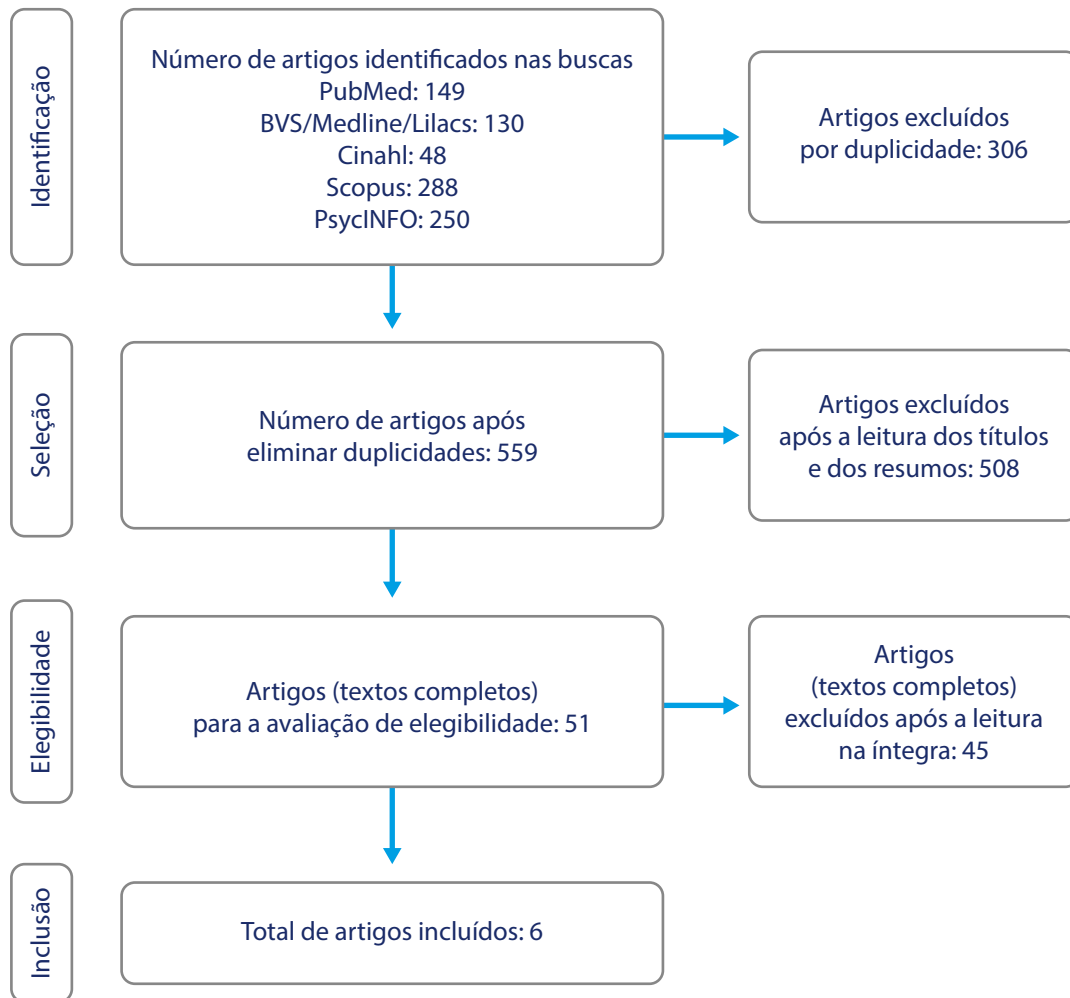 Identificação
Número de artigos identificados nas buscas
PubMed: 149
BVS/Medline/Lilacs: 130
Cinahl: 48
Scopus: 288
PsycINFO: 250
Artigos excluídos
por duplicidade: 306
Seleção
Número de artigos após
eliminar duplicidades: 559
Artigos excluídos
após a leitura dos títulos
e dos resumos: 508
Elegibilidade
Artigos (textos completos)
para a avaliação de elegibilidade: 51
Artigos
(textos completos)
excluídos após a leitura
na íntegra: 45
Inclusão
Total de artigos incluídos: 6